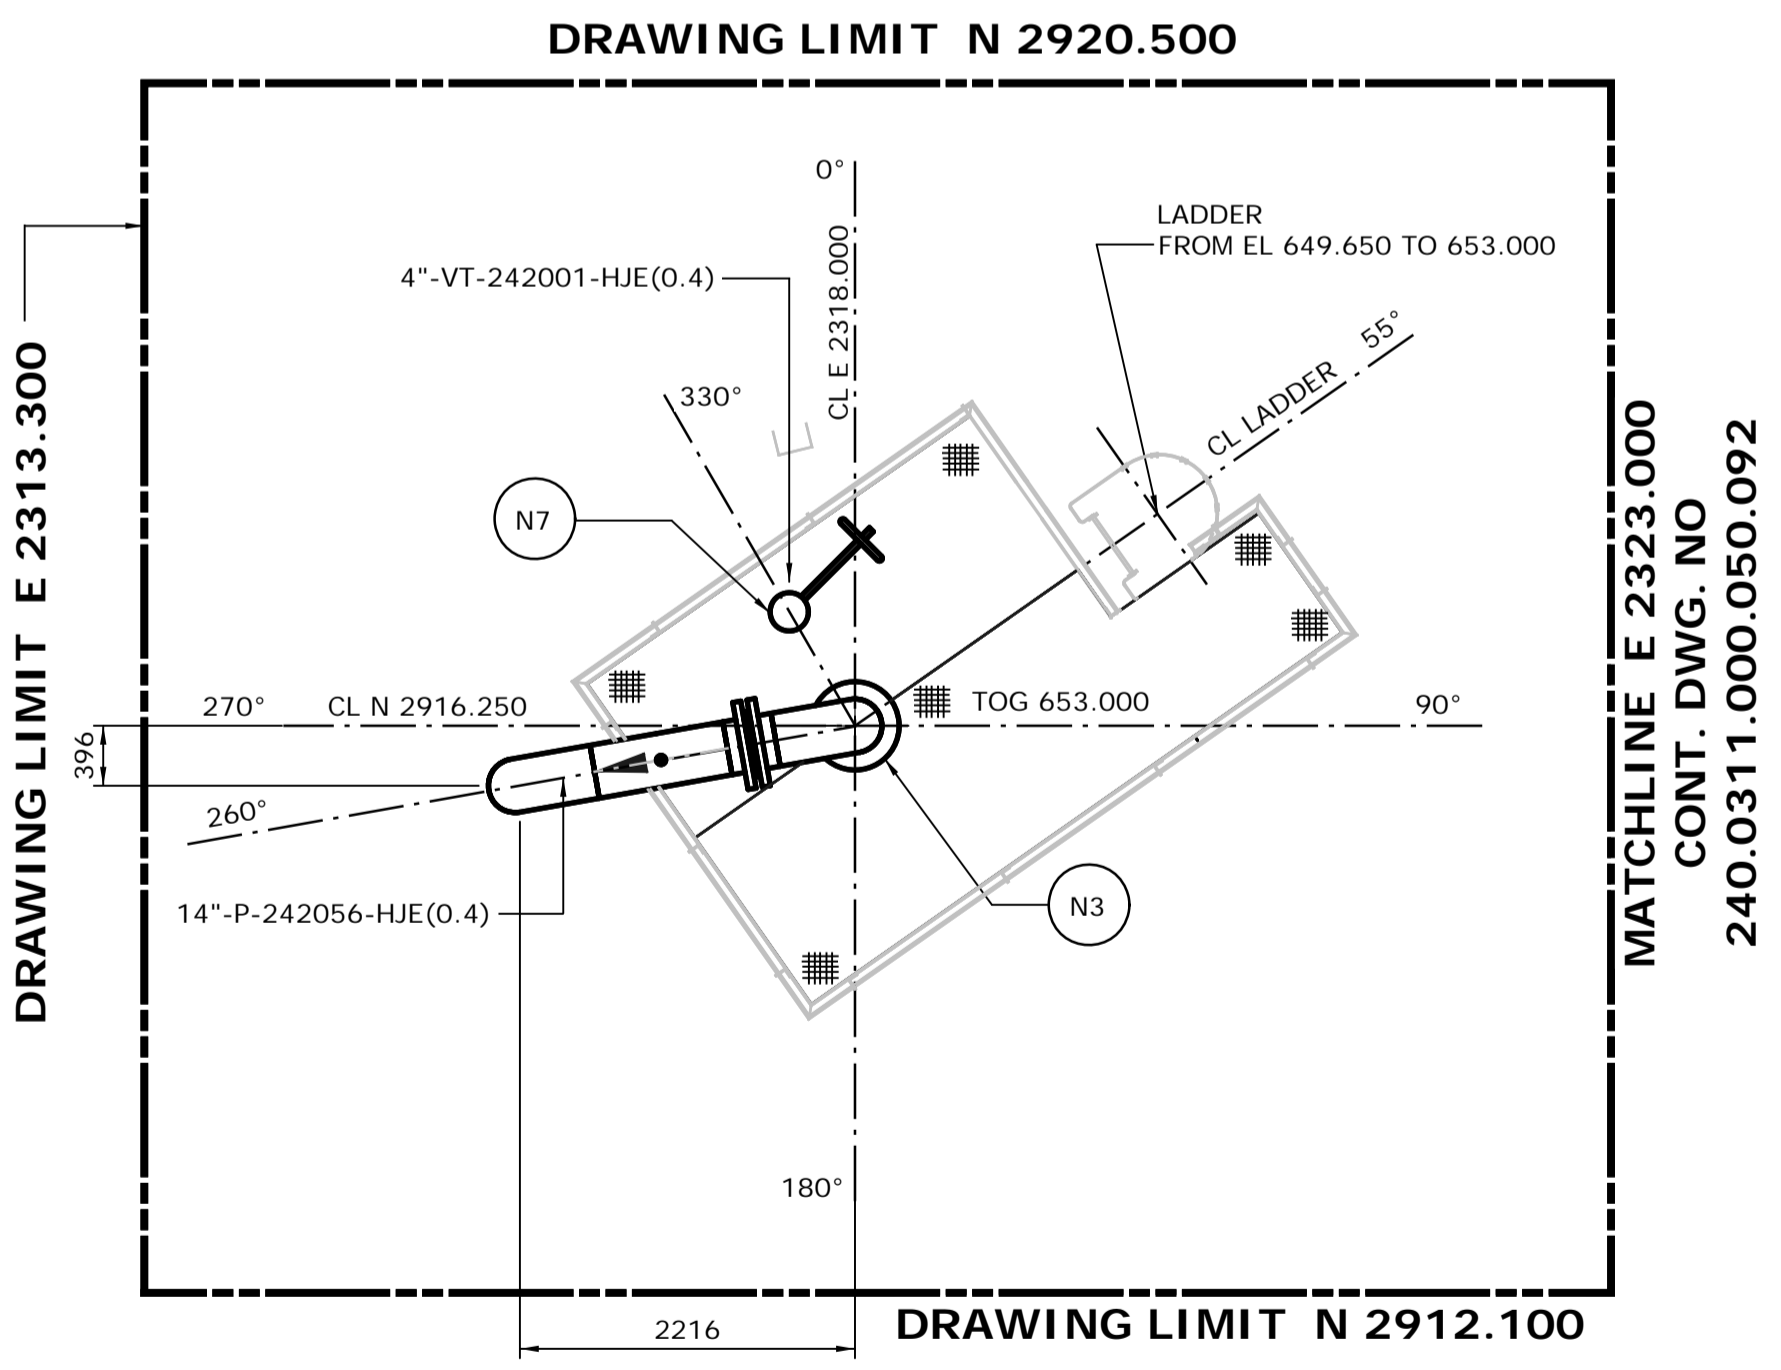 DRAWING LIMIT N 2920.500
0°
LADDER
FROM EL 649.650 TO 653.000
4"-VT-242001-HJE(0.4)
CL E 2318.000
55°
CL LADDER
330°
N7
DRAWING LIMIT E 2313.300
MATCHLINE E 2323.000
CONT. DWG. NO
240.0311.000.050.092
270°
CL N 2916.250
TOG 653.000
90°
396
260°
14"-P-242056-HJE(0.4)
N3
180°
2216
DRAWING LIMIT N 2912.100